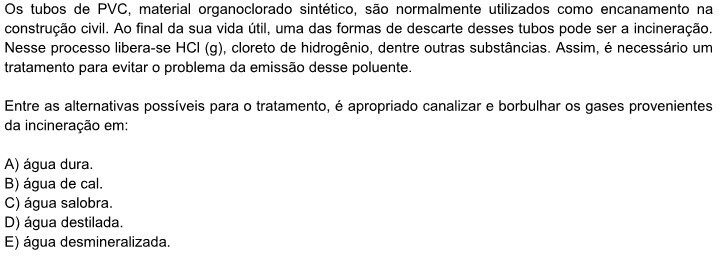 Os tubos de PVC, material organoclorado sintético, são normalmente utilizados como encanamento na
construção civil. Ao final da sua vida útil, uma das formas de descarte desses tubos pode ser a incineração.
Nesse processo libera-se HCl (g), cloreto de hidrogênio, dentre outras substâncias. Assim, é necessário um
tratamento para evitar o problema da emissão desse poluente.
Entre as alternativas possíveis para o tratamento, é apropriado canalizar e borbulhar os gases provenientes
da incineração em:
A) água dura.
B) água de cal.
C) água salobra.
D) água destilada.
E) água desmineralizada.